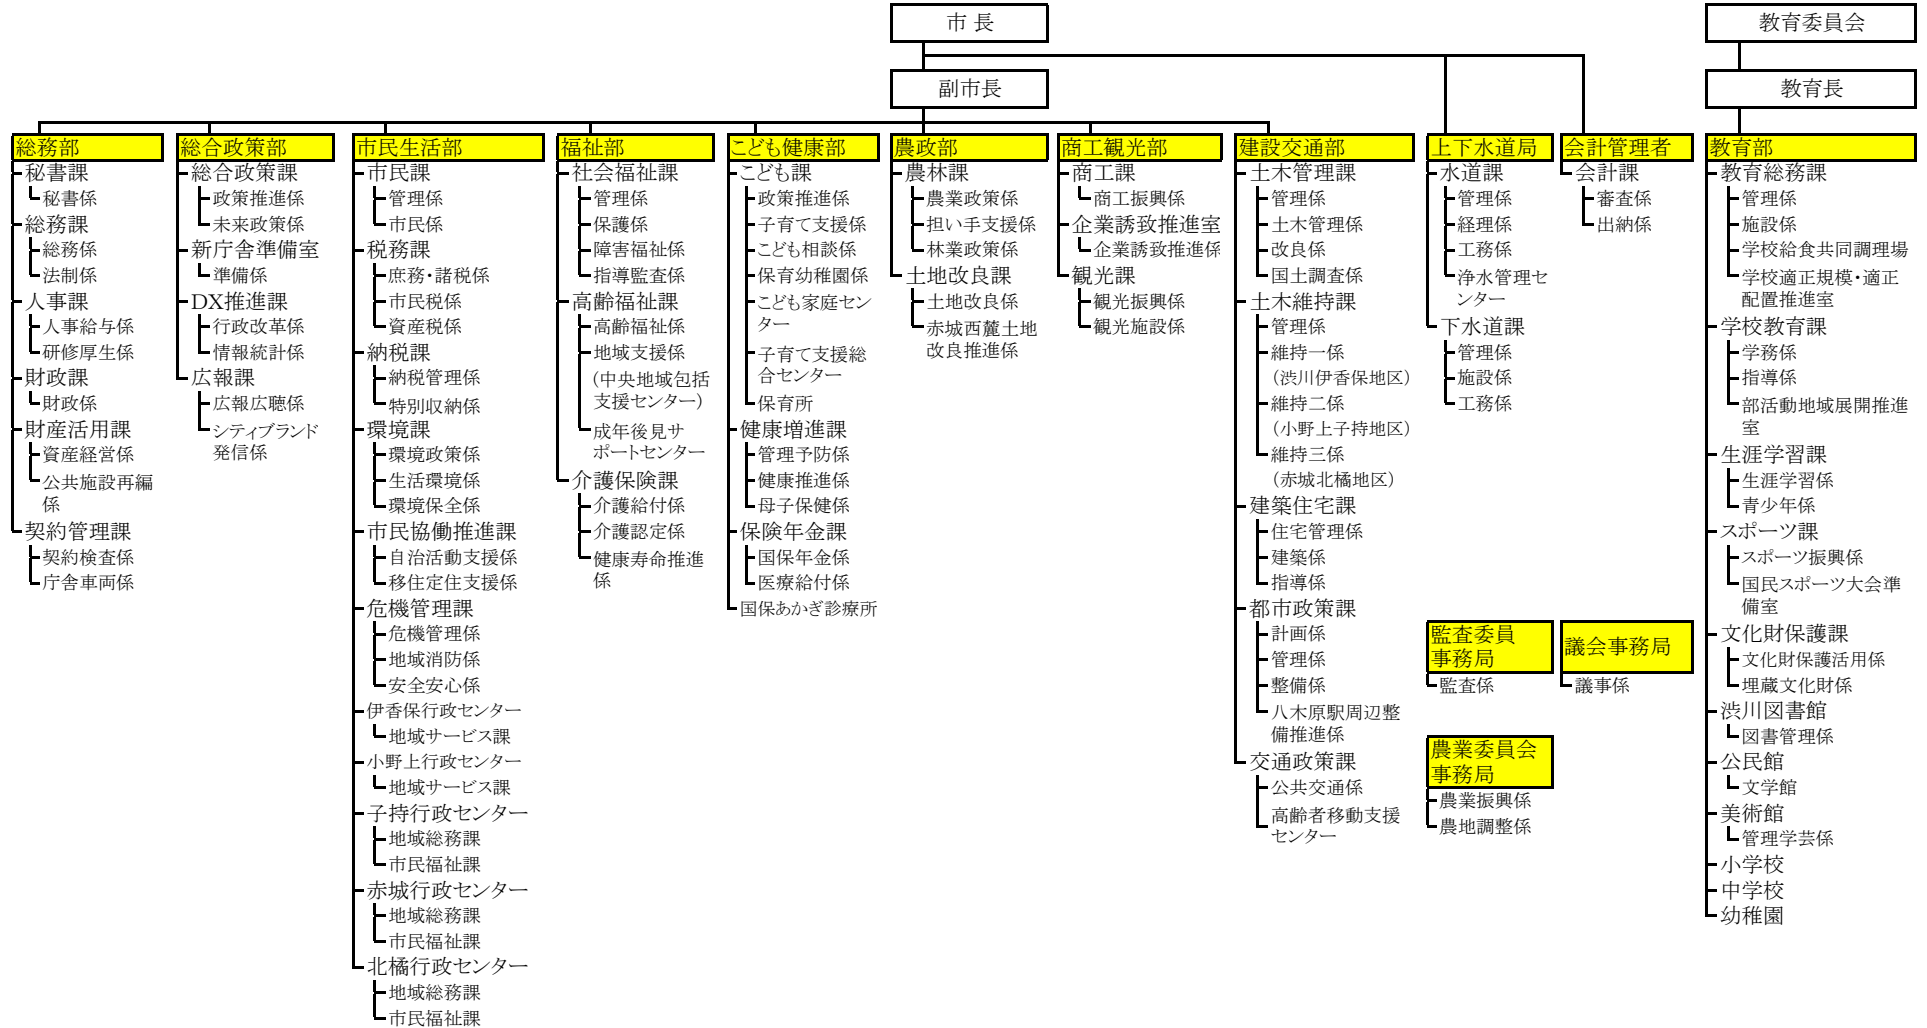 市 長
副市長
教育委員会
教育長
総務部
秘書課
秘書係
総務課
総務係
法制係
人事課
人事給与係
研修厚生係
財政課
財政係
財産活用課
資産経営係
公共施設再編
係
契約管理課
契約検査係
庁舎車両係
総合政策部
総合政策課
政策推進係
未来政策係
新庁舎準備室
準備係
DX推進課
行政改革係
情報統計係
広報課
広報広聴係
シティブランド
発信係
市民生活部
市民課
管理係
市民係
税務課
庶務・諸税係
市民税係
資産税係
納税課
納税管理係
特別収納係
環境課
環境政策係
生活環境係
環境保全係
市民協働推進課
自治活動支援係
移住定住支援係
危機管理課
危機管理係
地域消防係
安全安心係
伊香保行政センター
地域サービス課
小野上行政センター
地域サービス課
子持行政センター
地域総務課
市民福祉課
赤城行政センター
地域総務課
市民福祉課
北橘行政センター
地域総務課
市民福祉課
福祉部
社会福祉課
管理係
保護係
障害福祉係
指導監査係
高齢福祉課
高齢福祉係
地域支援係
(中央地域包括
支援センター)
成年後見サ
ポートセンター
介護保険課
介護給付係
介護認定係
健康寿命推進
係
こども健康部
こども課
政策推進係
子育て支援係
こども相談係
保育幼稚園係
こども家庭セン
ター
子育て支援総
合センター
保育所
健康増進課
管理予防係
健康推進係
母子保健係
保険年金課
国保年金係
医療給付係
国保あかぎ診療所
農政部
農林課
農業政策係
担い手支援係
林業政策係
土地改良課
土地改良係
赤城西麓土地
改良推進係
商工観光部
商工課
商工振興係
企業誘致推進室
企業誘致推進係
観光課
観光振興係
観光施設係
建設交通部
土木管理課
管理係
土木管理係
改良係
国土調査係
土木維持課
管理係
維持一係
(渋川伊香保地区)
維持二係
(小野上子持地区)
維持三係
(赤城北橘地区)
建築住宅課
住宅管理係
建築係
指導係
都市政策課
計画係
管理係
整備係
八木原駅周辺整
備推進係
交通政策課
公共交通係
高齢者移動支援
センター
上下水道局
水道課
管理係
経理係
工務係
浄水管理セ
ンター
下水道課
管理係
施設係
工務係
会計管理者
会計課
審査係
出納係
監査委員
事務局
監査係
議会事務局
議事係
農業委員会
事務局
農業振興係
農地調整係
教育部
教育総務課
管理係
施設係
学校給食共同調理場
学校適正規模・適正
配置推進室
学校教育課
学務係
指導係
部活動地域展開推進
室
生涯学習課
生涯学習係
青少年係
スポーツ課
スポーツ振興係
国民スポーツ大会準
備室
文化財保護課
文化財保護活用係
埋蔵文化財係
渋川図書館
図書管理係
公民館
文学館
美術館
管理学芸係
小学校
中学校
幼稚園